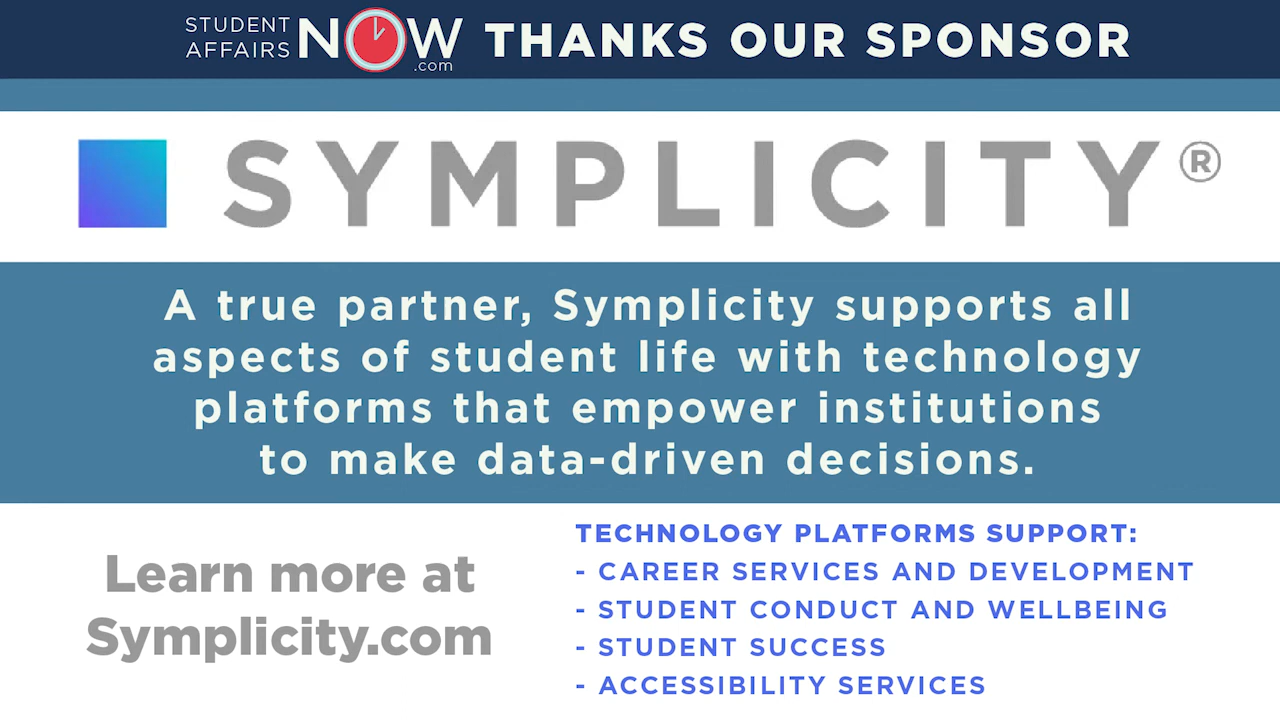 STUDENT AFFAIRS NOW.com THANKS OUR SPONSOR
SYMPLICITY®
A true partner, Symplicity supports all
aspects of student life with technology
platforms that empower institutions
to make data-driven decisions.
Learn more at
Symplicity.com
TECHNOLOGY PLATFORMS SUPPORT:
- CAREER SERVICES AND DEVELOPMENT
- STUDENT CONDUCT AND WELLBEING
- STUDENT SUCCESS
- ACCESSIBILITY SERVICES